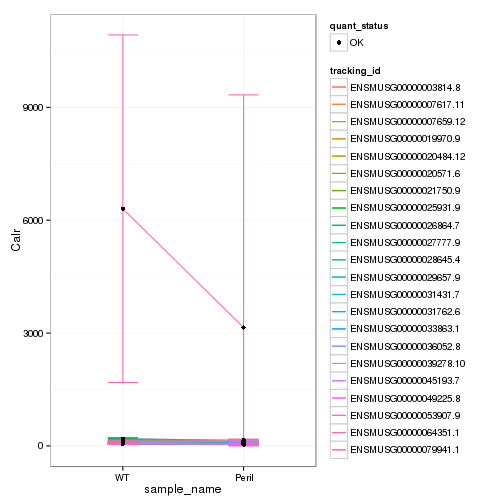 quant_status
OK
tracking_id
ENSMUSG00000003814.8
ENSMUSG00000007617.11
ENSMUSG00000007659.12
ENSMUSG00000019970.9
ENSMUSG00000020484.12
ENSMUSG00000020571.6
ENSMUSG00000021750.9
ENSMUSG00000025931.9
ENSMUSG00000026864.7
ENSMUSG00000027777.9
ENSMUSG00000028645.4
ENSMUSG00000029657.9
ENSMUSG00000031431.7
ENSMUSG00000031762.6
ENSMUSG00000033863.1
ENSMUSG00000036052.8
ENSMUSG00000039278.10
ENSMUSG00000045193.7
ENSMUSG00000049225.8
ENSMUSG00000053907.9
ENSMUSG00000064351.1
ENSMUSG00000079941.1
9000
6000
3000
0
Calr
WT Peril
sample_name